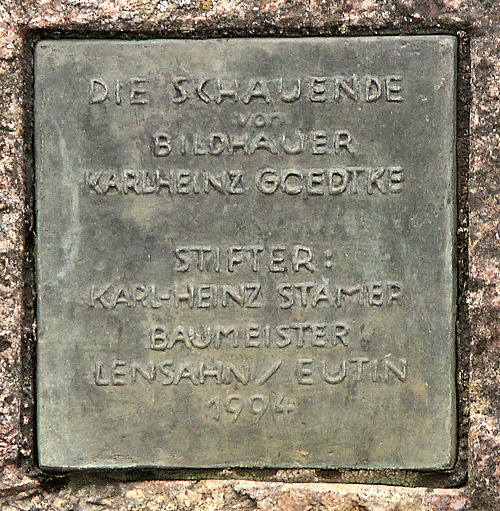 DIE SCHAUENDE
von
BILDHAUER
KARLHEINZ GOEDTKE
STIFTER:
KARL-HEINZ STAMER
BAUMEISTER
LENSAHN/EUTIN
1994